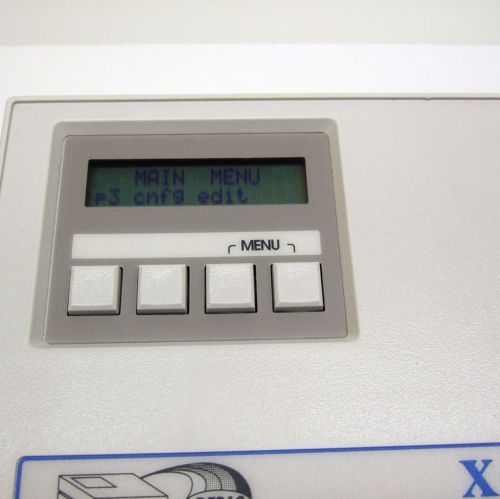 MAIN MENU
p3 cnfg edit
MENU
X